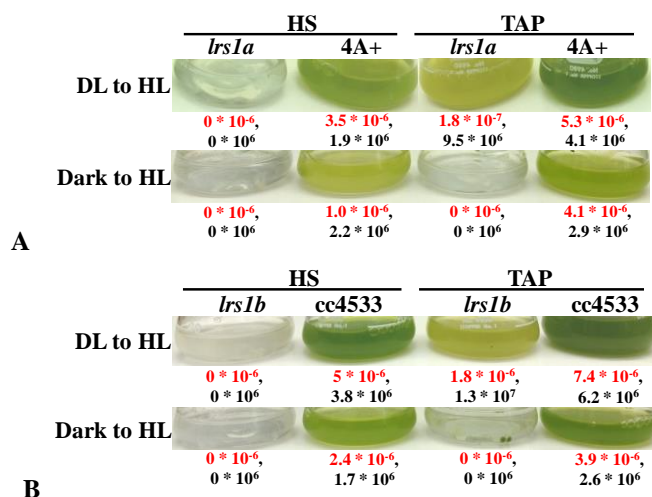 HS TAP
lrs1a 4A+ lrs1a 4A+
DL to HL
0 * 10⁻⁶, 3.5 * 10⁻⁶, 1.8 * 10⁻⁷, 5.3 * 10⁻⁶,
0 * 10⁶ 1.9 * 10⁶ 9.5 * 10⁶ 4.1 * 10⁶
Dark to HL
0 * 10⁻⁶, 1.0 * 10⁻⁶, 0 * 10⁻⁶, 4.1 * 10⁻⁶,
0 * 10⁶ 2.2 * 10⁶ 0 * 10⁶ 2.9 * 10⁶
A
HS TAP
lrs1b cc4533 lrs1b cc4533
DL to HL
0 * 10⁻⁶, 5 * 10⁻⁶, 1.8 * 10⁻⁶, 7.4 * 10⁻⁶,
0 * 10⁶ 3.8 * 10⁶ 1.3 * 10⁷ 6.2 * 10⁶
Dark to HL
0 * 10⁻⁶, 2.4 * 10⁻⁶, 0 * 10⁻⁶, 3.9 * 10⁻⁶,
0 * 10⁶ 1.7 * 10⁶ 0 * 10⁶ 2.6 * 10⁶
B